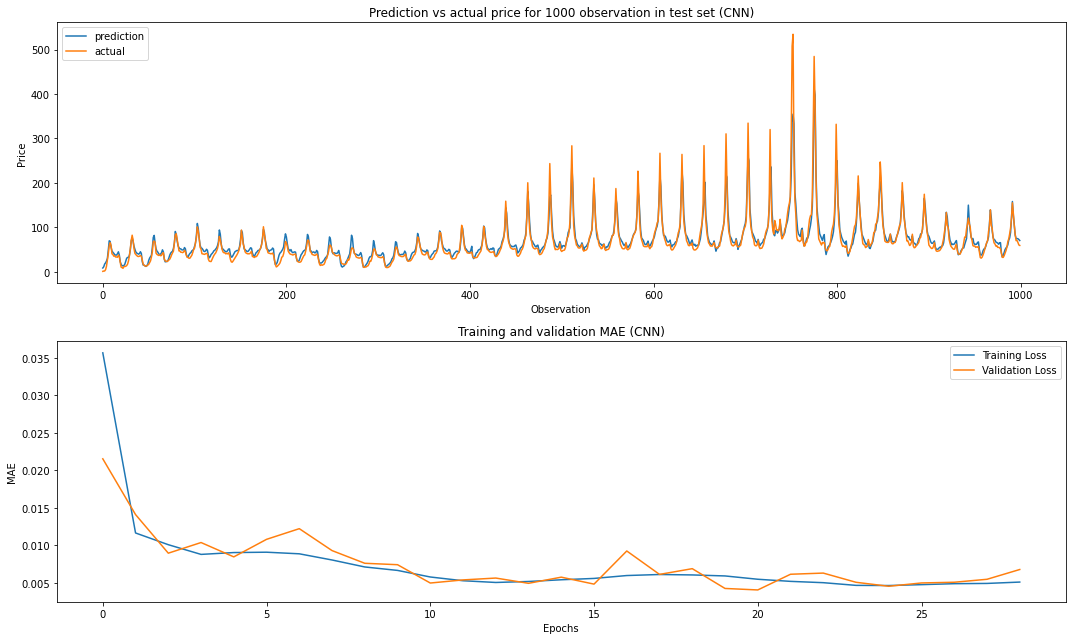 Prediction vs actual price for 1000 observation in test set (CNN)
prediction
actual
Price
500
400
300
200
100
0
0 200 400 600 800 1000
Observation
Training and validation MAE (CNN)
Training Loss
Validation Loss
MAE
0.035
0.030
0.025
0.020
0.015
0.010
0.005
0 5 10 15 20 25
Epochs